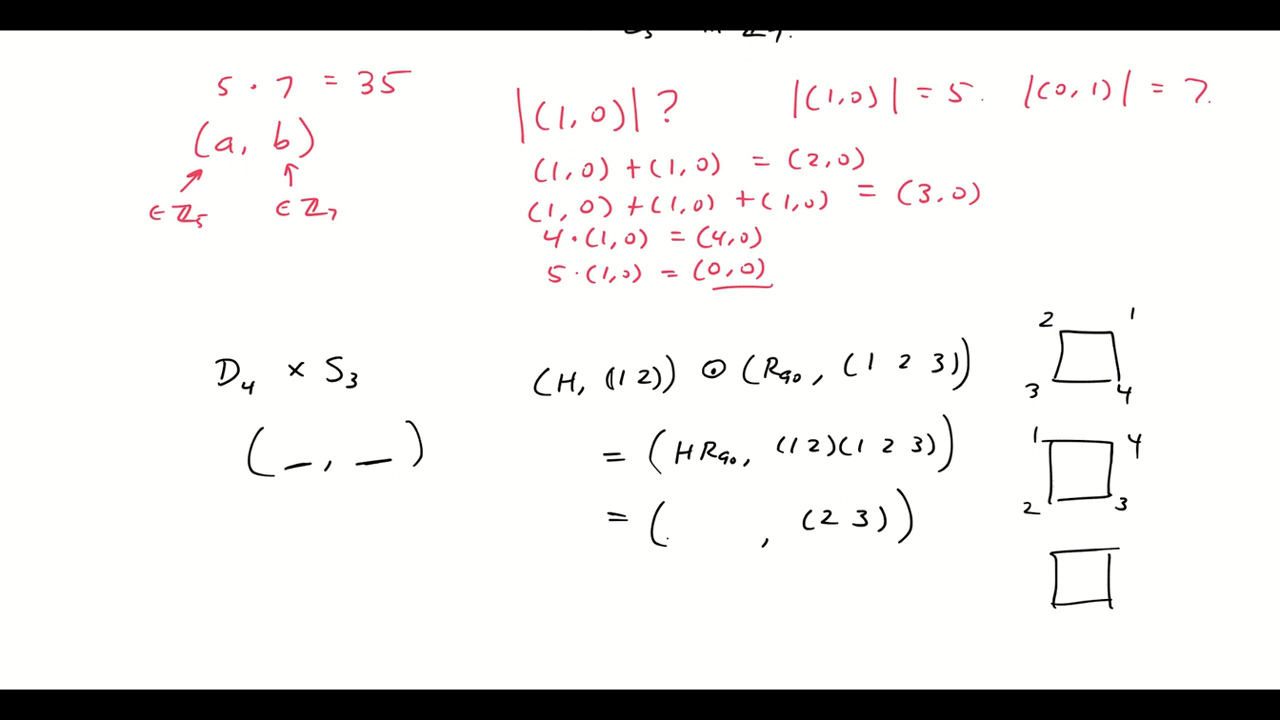 5 · 7 = 35
(a, b)
∈ ℤ₅ ∈ ℤ₇
|(1,0)| ?
|(1,0)| = 5. |(0,1)| = 7.
(1,0) + (1,0) = (2,0)
(1,0) + (1,0) + (1,0) = (3,0)
4·(1,0) = (4,0)
5·(1,0) = (0,0)
D₄ × S₃
(_, _)
(H, (1 2)) ⊙ (R₉₀, (1 2 3))
= (HR₉₀, (1 2)(1 2 3))
= ( , (2 3))
2 1
3 4
1 4
2 3